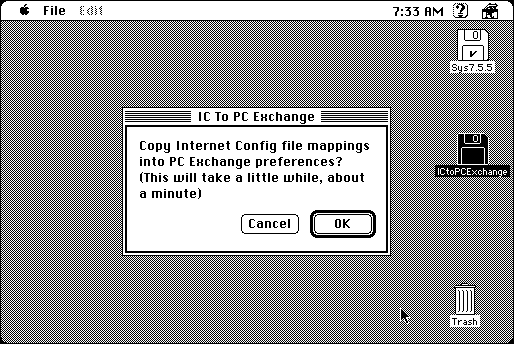 File Edit 7:33 AM
Sys7.5.5
IC To PC Exchange
Copy Internet Config file mappings
into PC Exchange preferences?
(This will take a little while, about
a minute)
Cancel OK
ICtoPCExchange
Trash